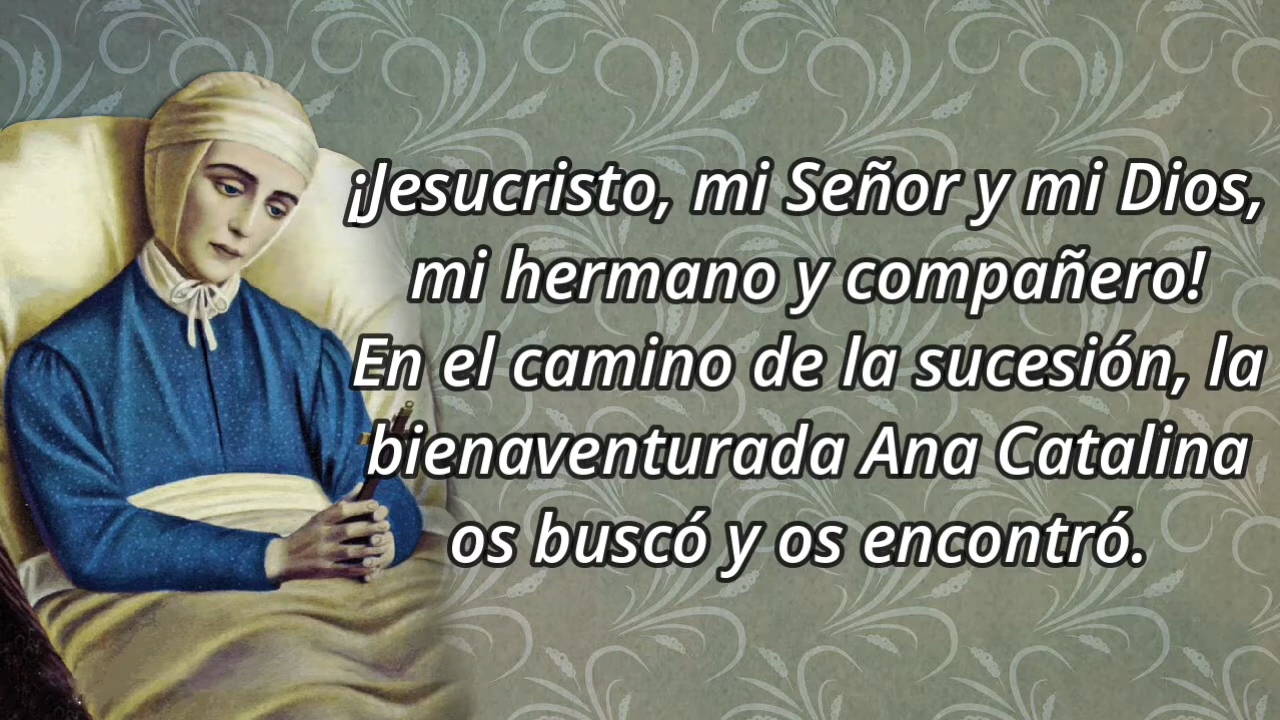 ¡Jesucristo, mi Señor y mi Dios,
mi hermano y compañero!
En el camino de la sucesión, la
bienaventurada Ana Catalina
os buscó y os encontró.